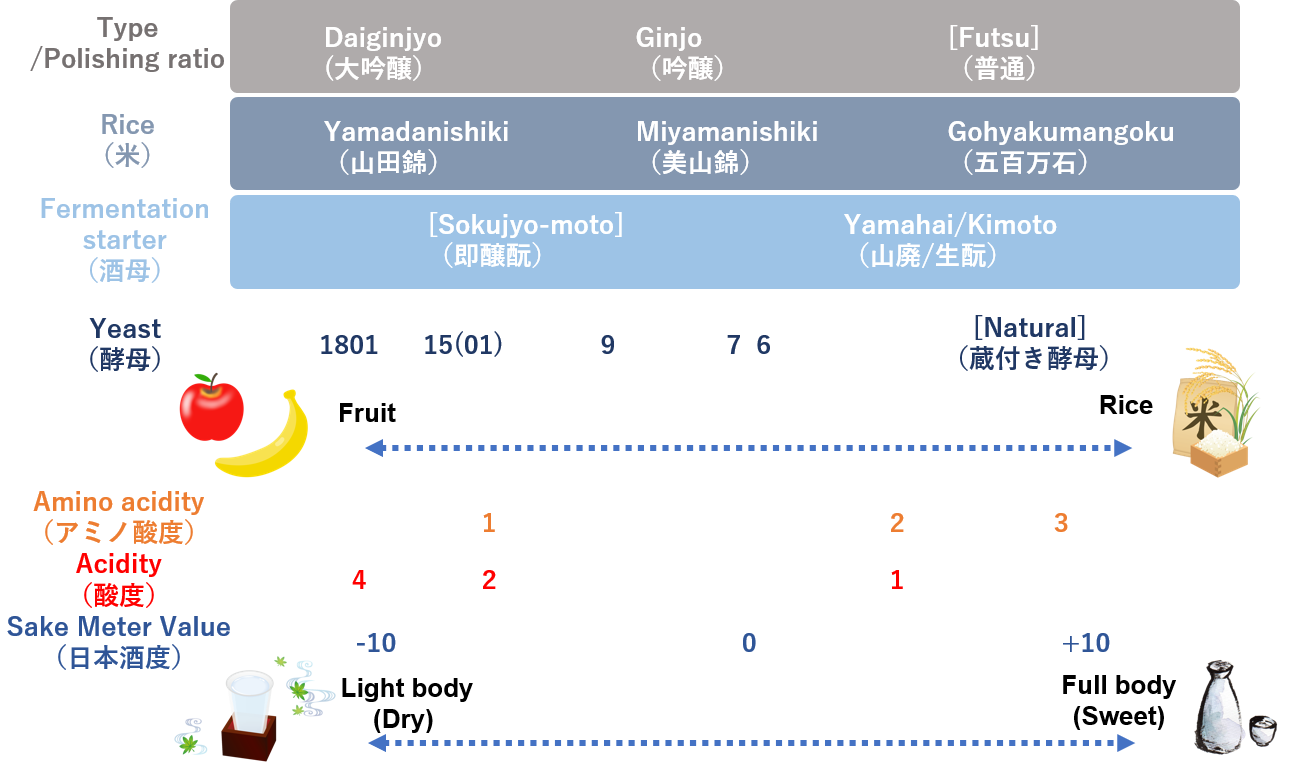 Type
/Polishing ratio
Daiginjyo
(大吟醸）
Ginjo
（吟醸）
[Futsu]
（普通）
Rice
（米）
Yamadanishiki
（山田錦）
Miyamanishiki
（美山錦）
Gohyakumangoku
（五百万石）
Fermentation
starter
（酒母）
[Sokujyo-moto]
（即醸酛）
Yamahai/Kimoto
（山廃/生酛）
Yeast
（酵母）
1801
15(01)
9
7 6
[Natural]
（蔵付き酵母）
Fruit
Rice
米
Amino acidity
（アミノ酸度）
1
2
3
Acidity
（酸度）
4
2
1
Sake Meter Value
（日本酒度）
-10
0
+10
Light body
(Dry)
Full body
(Sweet)